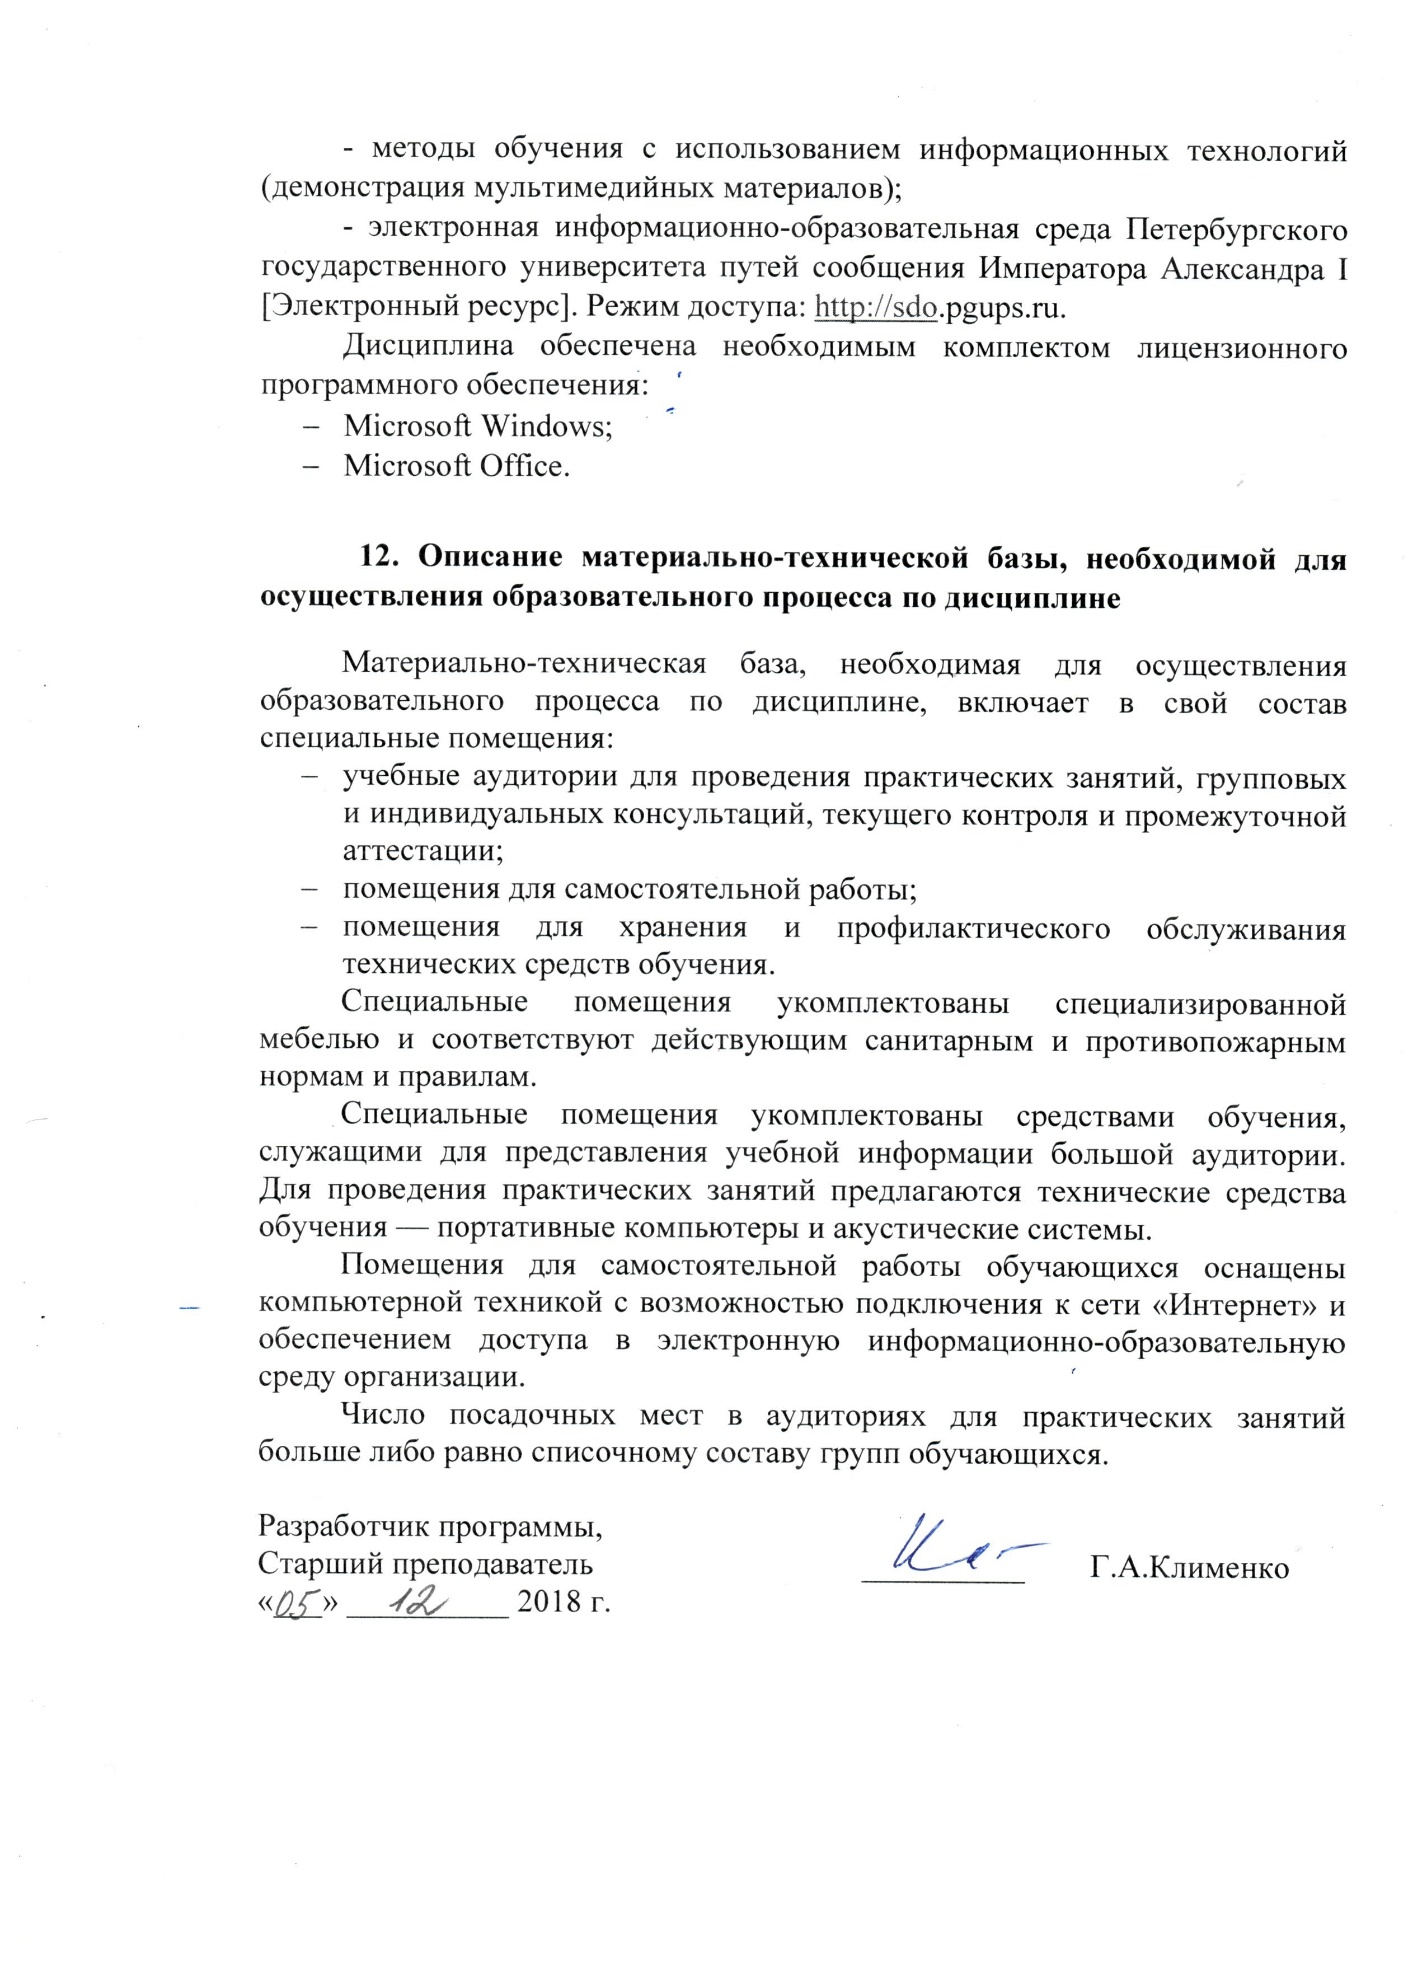 - методы обучения с использованием информационных технологий
(демонстрация мультимедийных материалов);
- электронная информационно-образовательная среда Петербургского
государственного университета путей сообщения Императора Александра I
[Электронный ресурс]. Режим доступа: http://sdo.pgups.ru.
Дисциплина обеспечена необходимым комплектом лицензионного
программного обеспечения:
– Microsoft Windows;
– Microsoft Office.
12. Описание материально-технической базы, необходимой для
осуществления образовательного процесса по дисциплине
Материально-техническая база, необходимая для осуществления
образовательного процесса по дисциплине, включает в свой состав
специальные помещения:
– учебные аудитории для проведения практических занятий, групповых
и индивидуальных консультаций, текущего контроля и промежуточной
аттестации;
– помещения для самостоятельной работы;
– помещения для хранения и профилактического обслуживания
технических средств обучения.
Специальные помещения укомплектованы специализированной
мебелью и соответствуют действующим санитарным и противопожарным
нормам и правилам.
Специальные помещения укомплектованы средствами обучения,
служащими для представления учебной информации большой аудитории.
Для проведения практических занятий предлагаются технические средства
обучения — портативные компьютеры и акустические системы.
Помещения для самостоятельной работы обучающихся оснащены
компьютерной техникой с возможностью подключения к сети «Интернет» и
обеспечением доступа в электронную информационно-образовательную
среду организации.
Число посадочных мест в аудиториях для практических занятий
больше либо равно списочному составу групп обучающихся.
Разработчик программы,
Старший преподаватель __________ Г.А.Клименко
«05» 12 2018 г.